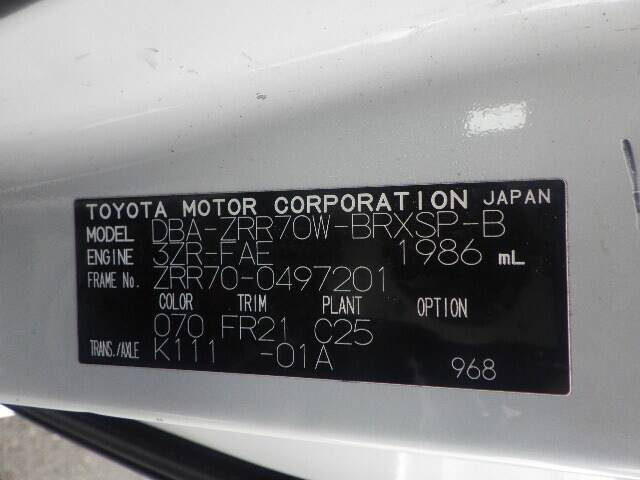 TOYOTA MOTOR CORPORATION JAPAN
MODEL DBA-ZRR70W-BRXSP-B
ENGINE 3ZR-FAE 1986 mL
FRAME No. ZRR70-0497201
COLOR TRIM PLANT OPTION
070 FR21 C25
TRANS./AXLE K111 -01A
968